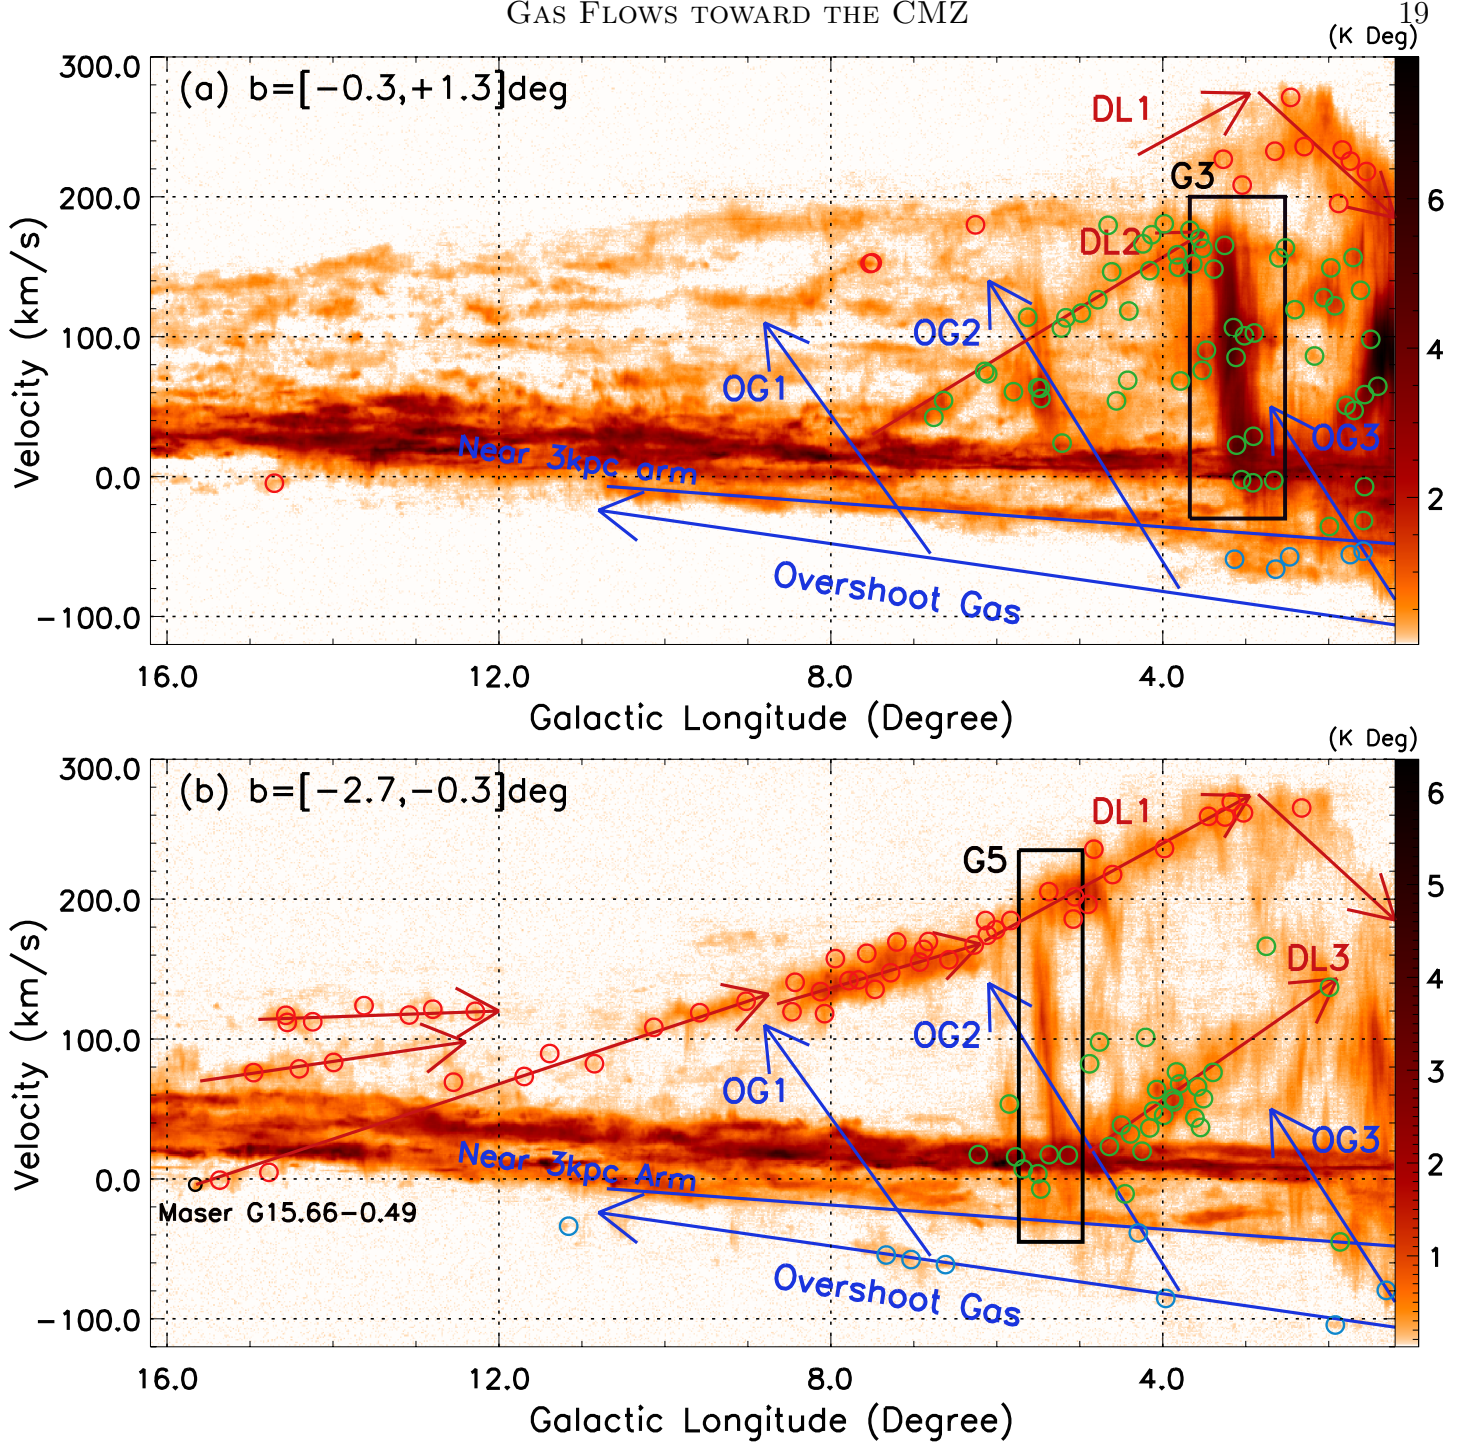 GAS FLOWS TOWARD THE CMZ
19
(K Deg)
(a) b=[−0.3,+1.3]deg
300.0
200.0
100.0
0.0
−100.0
Velocity (km/s)
DL1
G3
DL2
OG2
OG1
OG3
Near 3kpc arm
Overshoot Gas
6
4
2
16.0 12.0 8.0 4.0
Galactic Longitude (Degree)
(K Deg)
(b) b=[−2.7,−0.3]deg
300.0
200.0
100.0
0.0
−100.0
Velocity (km/s)
DL1
G5
DL3
OG2
OG1
OG3
Near 3kpc Arm
Maser G15.66−0.49
Overshoot Gas
6
5
4
3
2
1
16.0 12.0 8.0 4.0
Galactic Longitude (Degree)